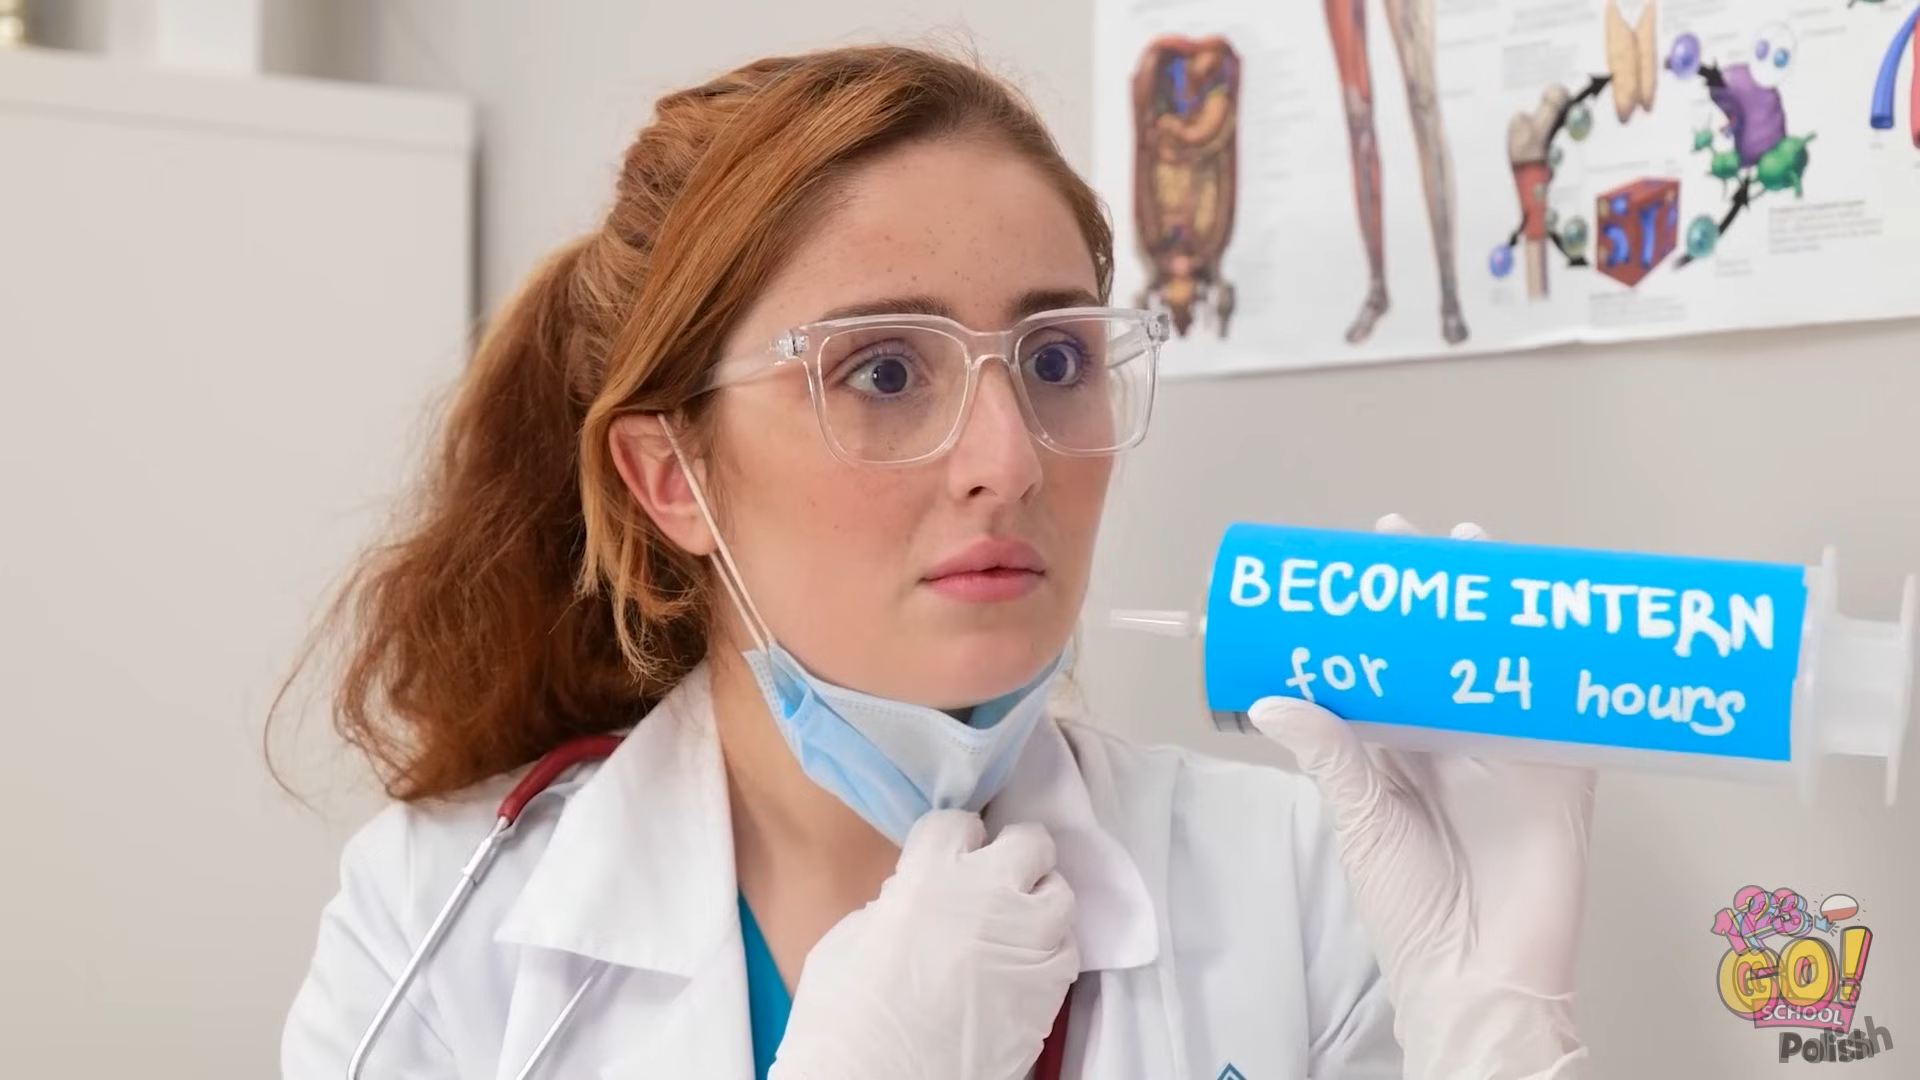 BECOME INTERN
for 24 hours
123
GO!
SCHOOL
Polish